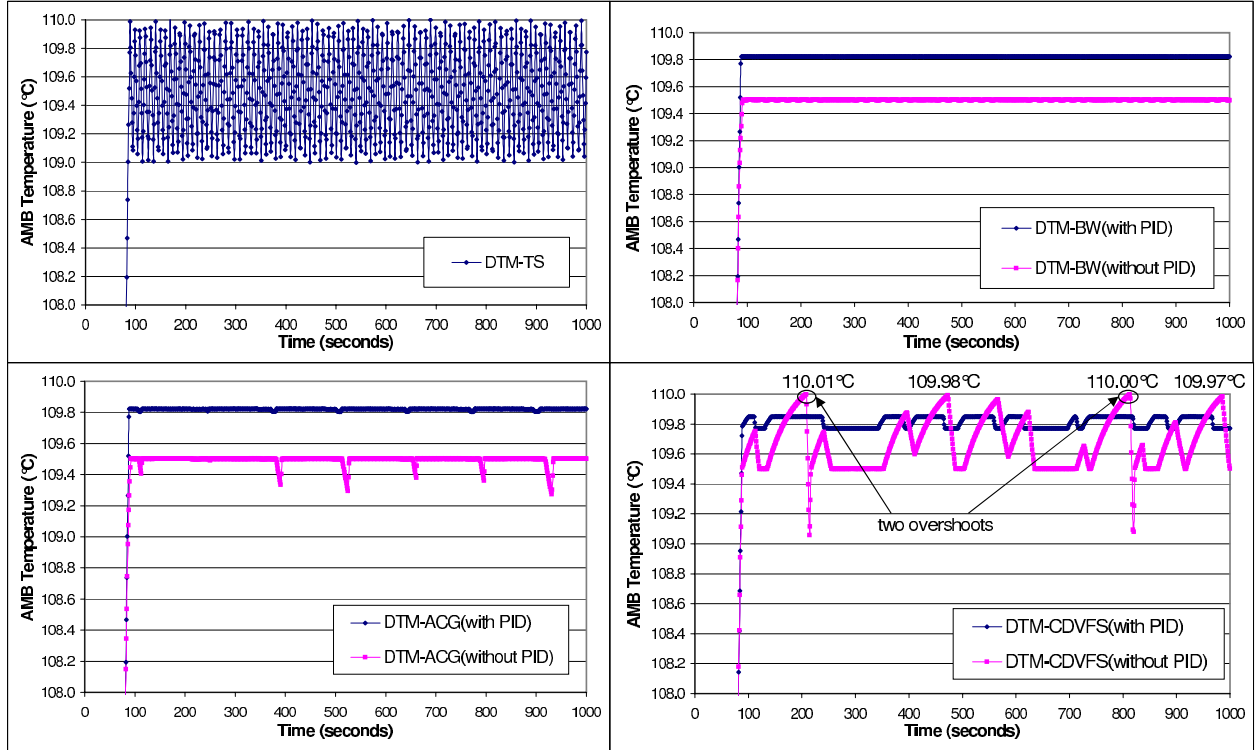 110.0
109.8
109.6
109.4
109.2
109.0
108.8
108.6
108.4
108.2
108.0
AMB Temperature (°C)
DTM-TS
0 100 200 300 400 500 600 700 800 900 1000
Time (seconds)
110.0
109.8
109.6
109.4
109.2
109.0
108.8
108.6
108.4
108.2
108.0
AMB Temperature (°C)
DTM-BW(with PID)
DTM-BW(without PID)
0 100 200 300 400 500 600 700 800 900 1000
Time (seconds)
110.0
109.8
109.6
109.4
109.2
109.0
108.8
108.6
108.4
108.2
108.0
AMB Temperature (°C)
DTM-ACG(with PID)
DTM-ACG(without PID)
0 100 200 300 400 500 600 700 800 900 1000
Time (seconds)
110.01°C 109.98°C 110.00°C 109.97°C
110.0
109.8
109.6
109.4
109.2
109.0
108.8
108.6
108.4
108.2
108.0
AMB Temperature (°C)
two overshoots
DTM-CDVFS(with PID)
DTM-CDVFS(without PID)
0 100 200 300 400 500 600 700 800 900 1000
Time (seconds)